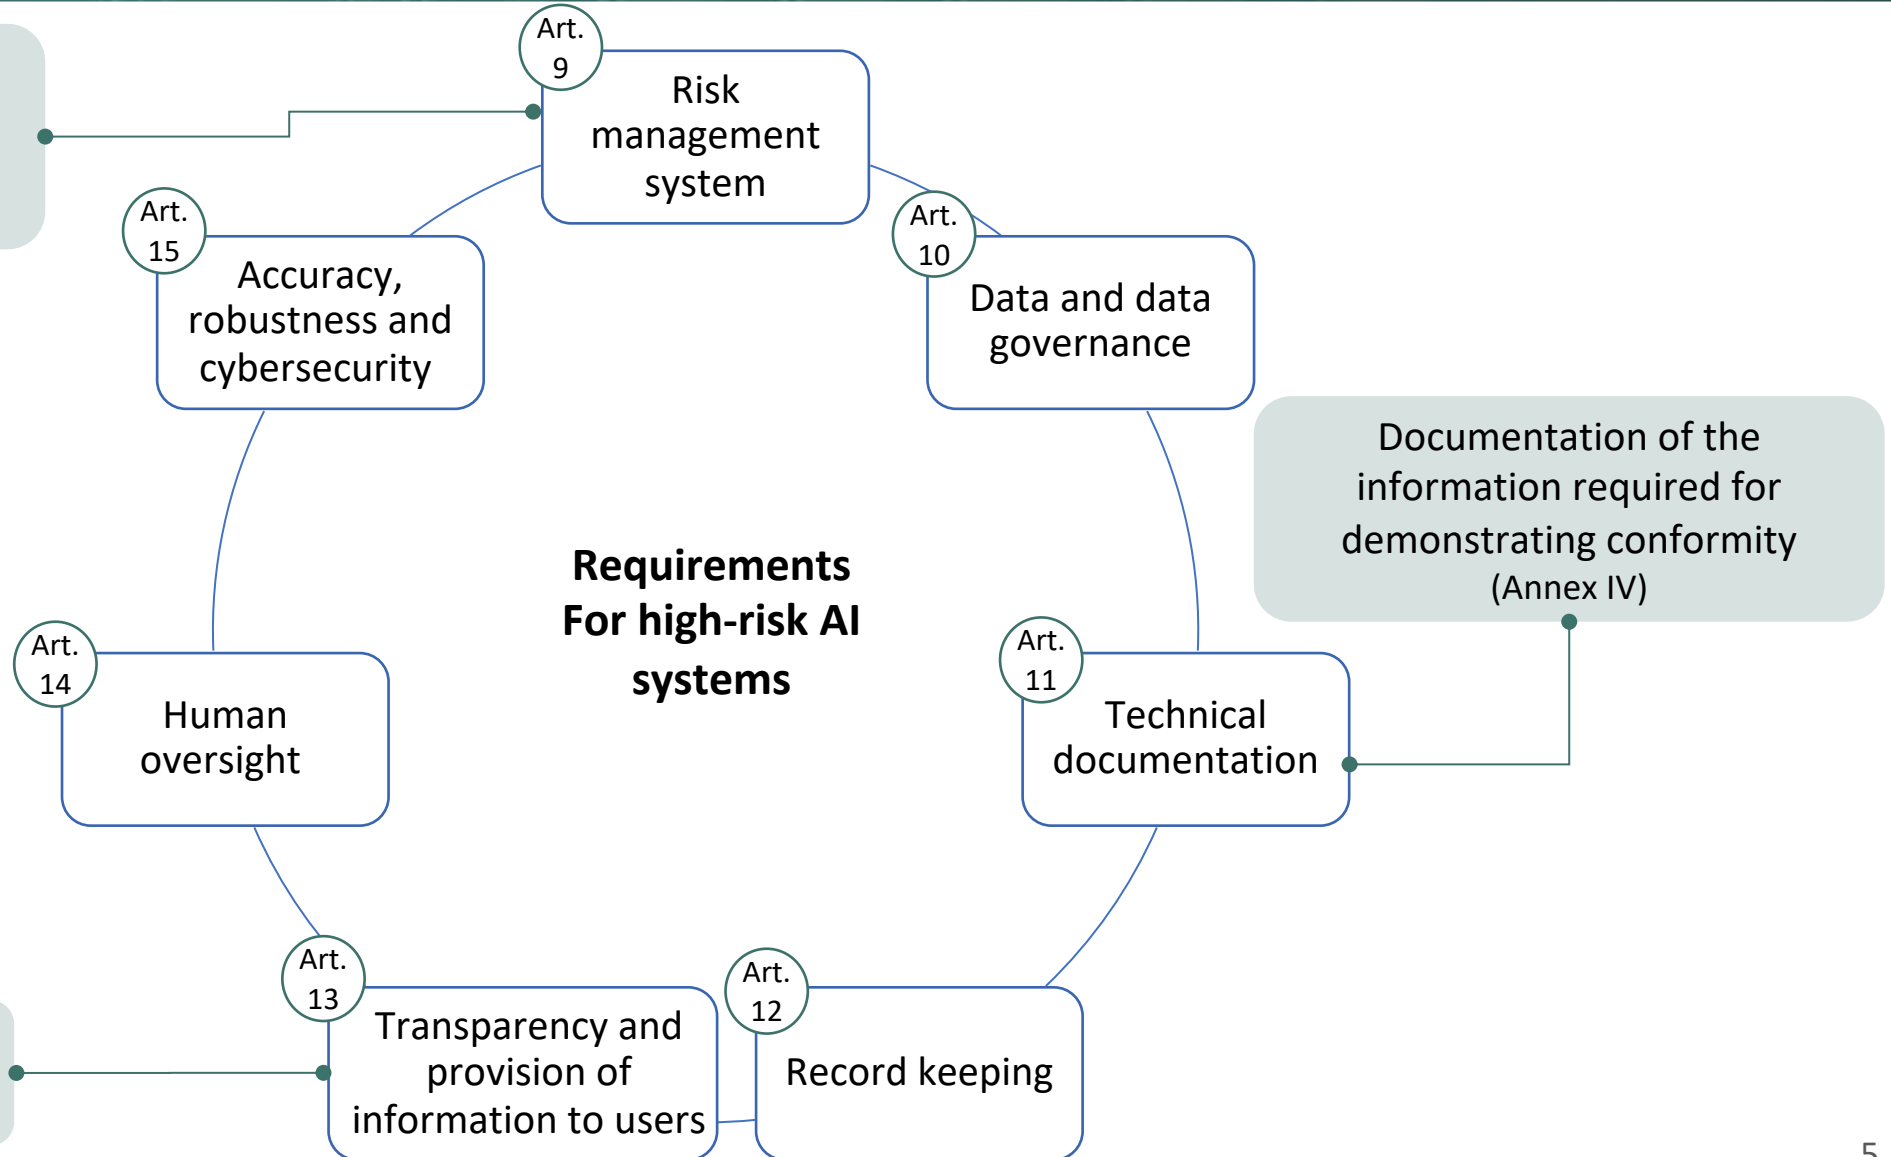 Art.
9
Risk
management
system
Art.
10
Data and data
governance
Documentation of the
information required for
demonstrating conformity
(Annex IV)
Art.
11
Technical
documentation
Art.
12
Record keeping
Art.
13
Transparency and
provision of
information to users
Art.
14
Human
oversight
Art.
15
Accuracy,
robustness and
cybersecurity
Requirements
For high-risk AI
systems
5